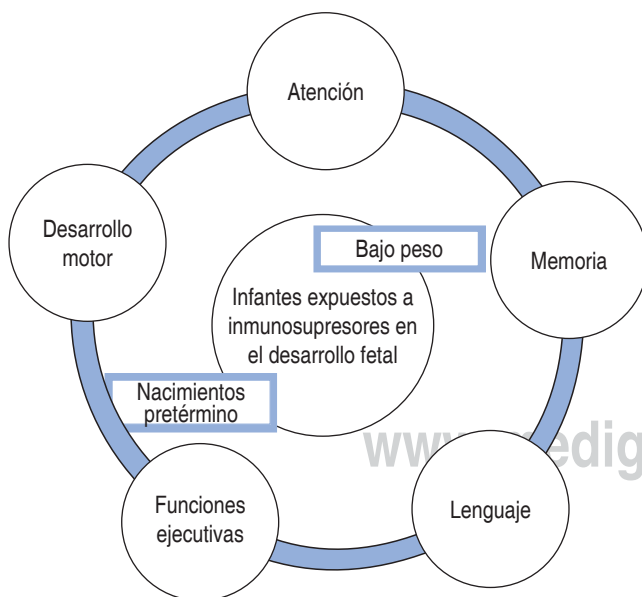 Atención
Desarrollo
motor
Bajo peso
Memoria
Infantes expuestos a
inmunosupresores en
el desarrollo fetal
Nacimientos
pretérmino
Funciones
ejecutivas
Lenguaje